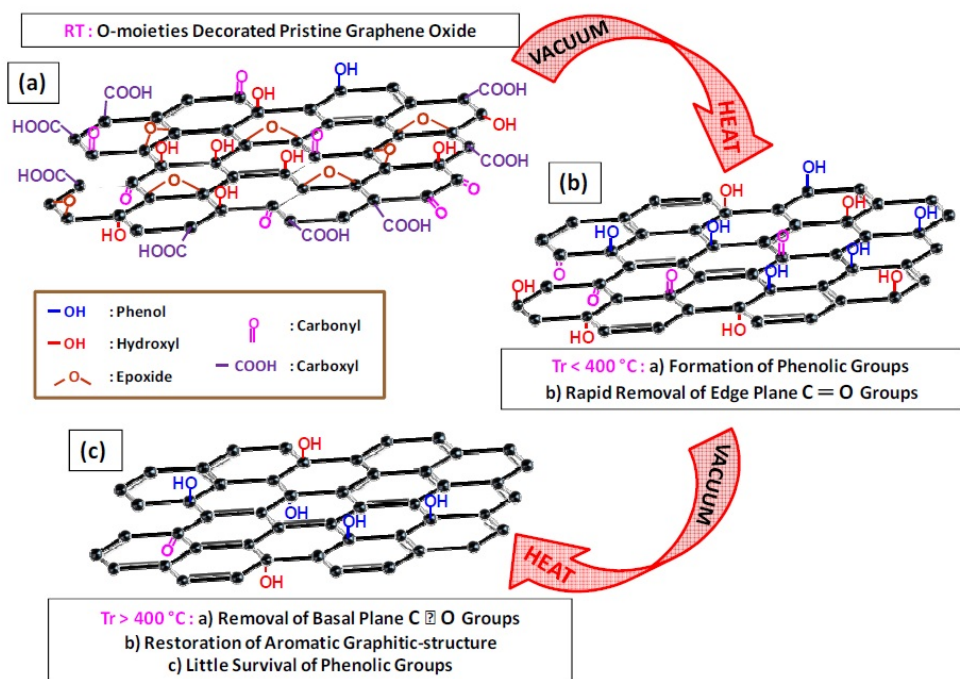 RT : O-moieties Decorated Pristine Graphene Oxide
VACUUM
HEAT
(a)
OH
O
COOH
OH
COOH
HOOC
O
O
O
O
O
OH
OH
OH
OH
O
OH
COOH
HOOC
O
O
O
OH
O
O
O
COOH
O
OH
HOOC
COOH
(b)
OH
OH
OH
OH
HO
OH
O
OH
O
OH
OH
OH
O
O
HO
HO
Tr < 400 °C : a) Formation of Phenolic Groups
b) Rapid Removal of Edge Plane C = O Groups
OH : Phenol
OH : Hydroxyl
O : Epoxide
O : Carbonyl
COOH : Carboxyl
VACUUM
HEAT
(c)
OH
HO
OH
OH
OH
O
OH
Tr > 400 °C : a) Removal of Basal Plane C ⍰ O Groups
b) Restoration of Aromatic Graphitic-structure
c) Little Survival of Phenolic Groups